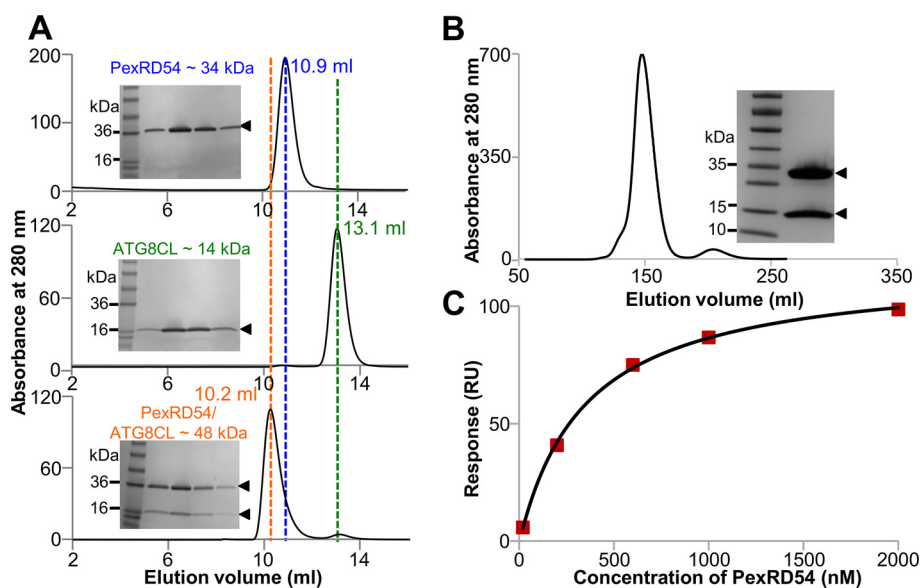 A
Absorbance at 280 nm
200
100
0
PexRD54 ~ 34 kDa
10.9 ml
kDa
36
16
2 6 10 14
120
60
0
13.1 ml
ATG8CL ~ 14 kDa
kDa
36
16
2 6 10 14
120
60
0
10.2 ml
PexRD54/
ATG8CL ~ 48 kDa
kDa
36
16
2 6 10 14
Elution volume (ml)
B
Absorbance at 280 nm
700
350
0
kDa
35
15
10
50 150 250 350
Elution volume (ml)
C
Response (RU)
100
50
0
0 500 1000 1500 2000
Concentration of PexRD54 (nM)